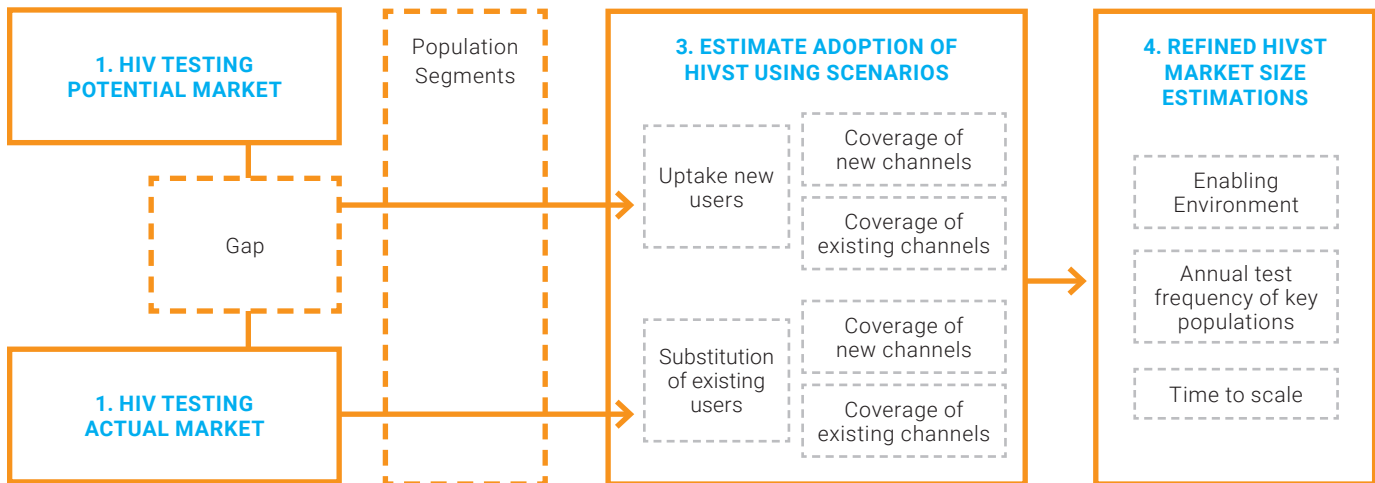 1. HIV TESTING
POTENTIAL MARKET
Gap
1. HIV TESTING
ACTUAL MARKET
Population
Segments
3. ESTIMATE ADOPTION OF
HIVST USING SCENARIOS
Uptake new
users
Coverage of
new channels
Coverage of
existing channels
Substitution
of existing
users
Coverage of
new channels
Coverage of
existing channels
4. REFINED HIVST
MARKET SIZE
ESTIMATIONS
Enabling
Environment
Annual test
frequency of key
populations
Time to scale